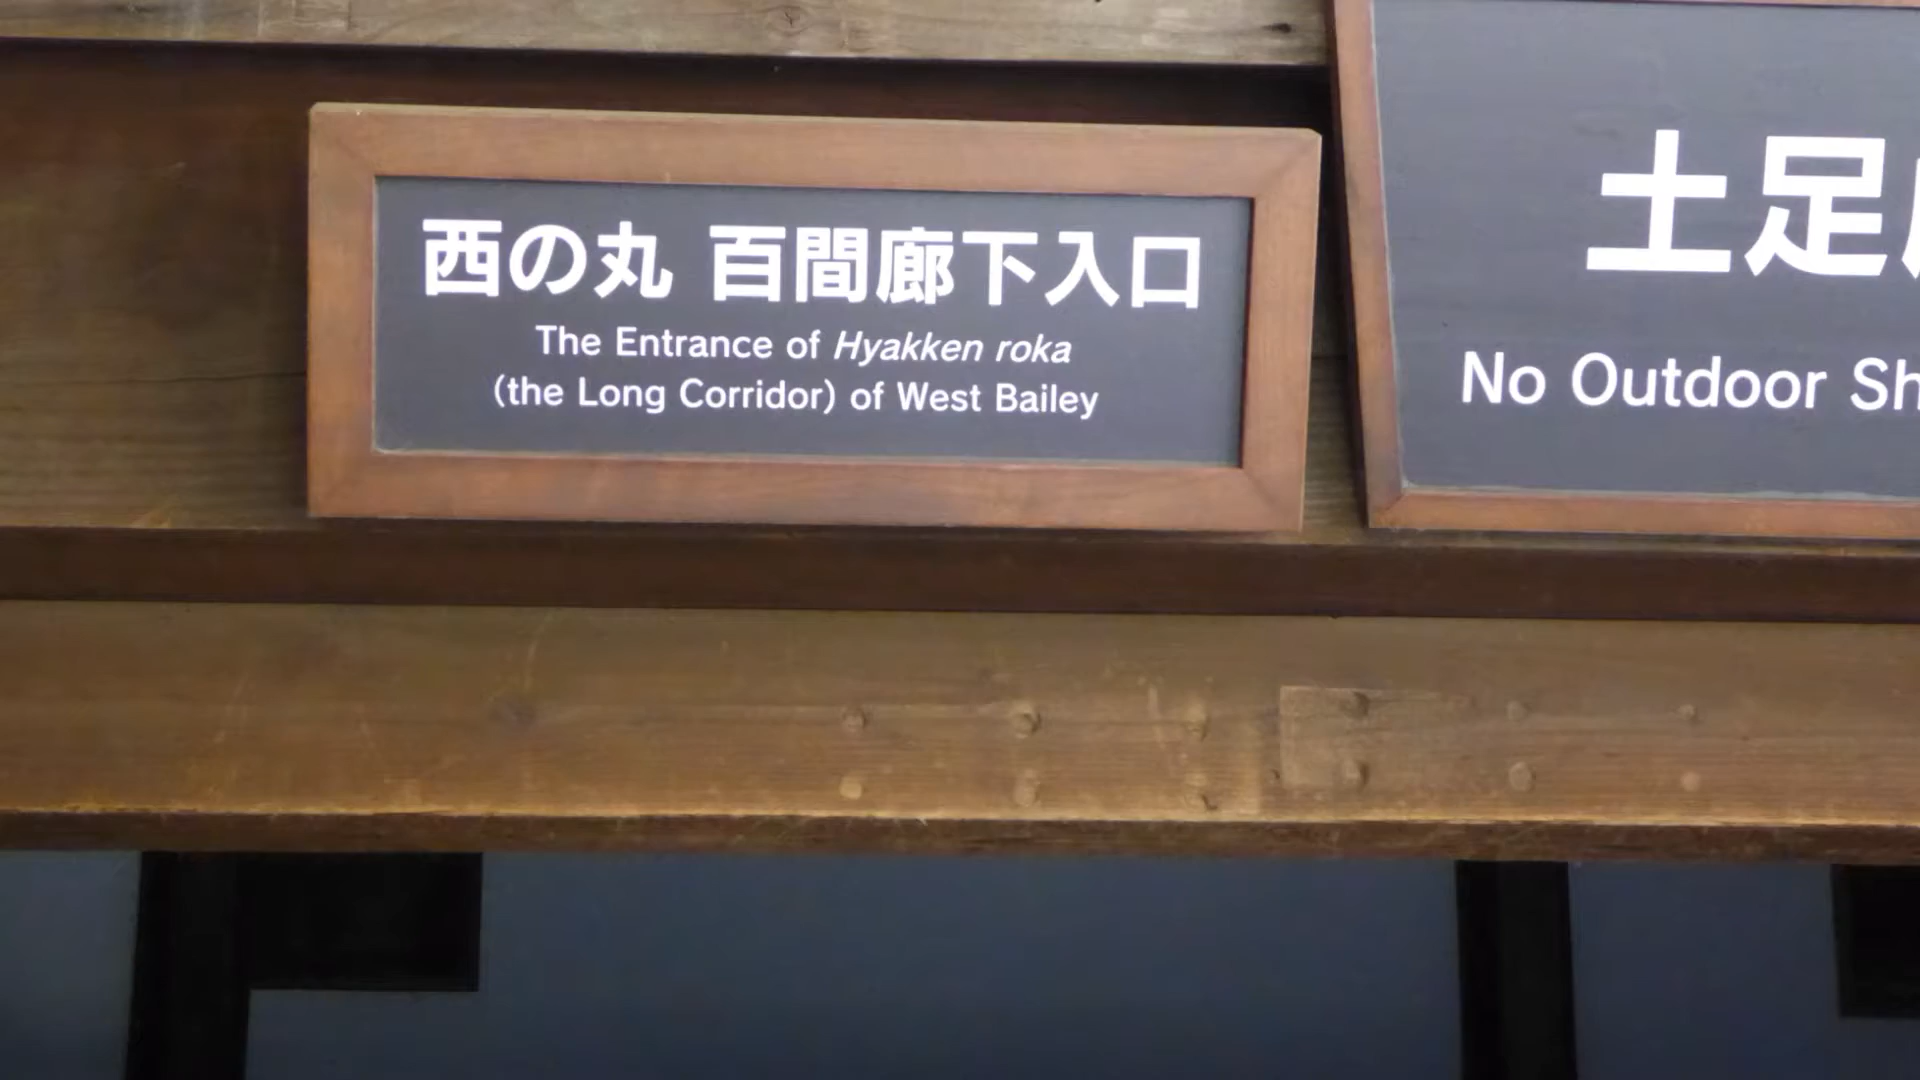 西の丸 百間廊下入口
The Entrance of Hyakken roka
(the Long Corridor) of West Bailey
土足
No Outdoor Sh